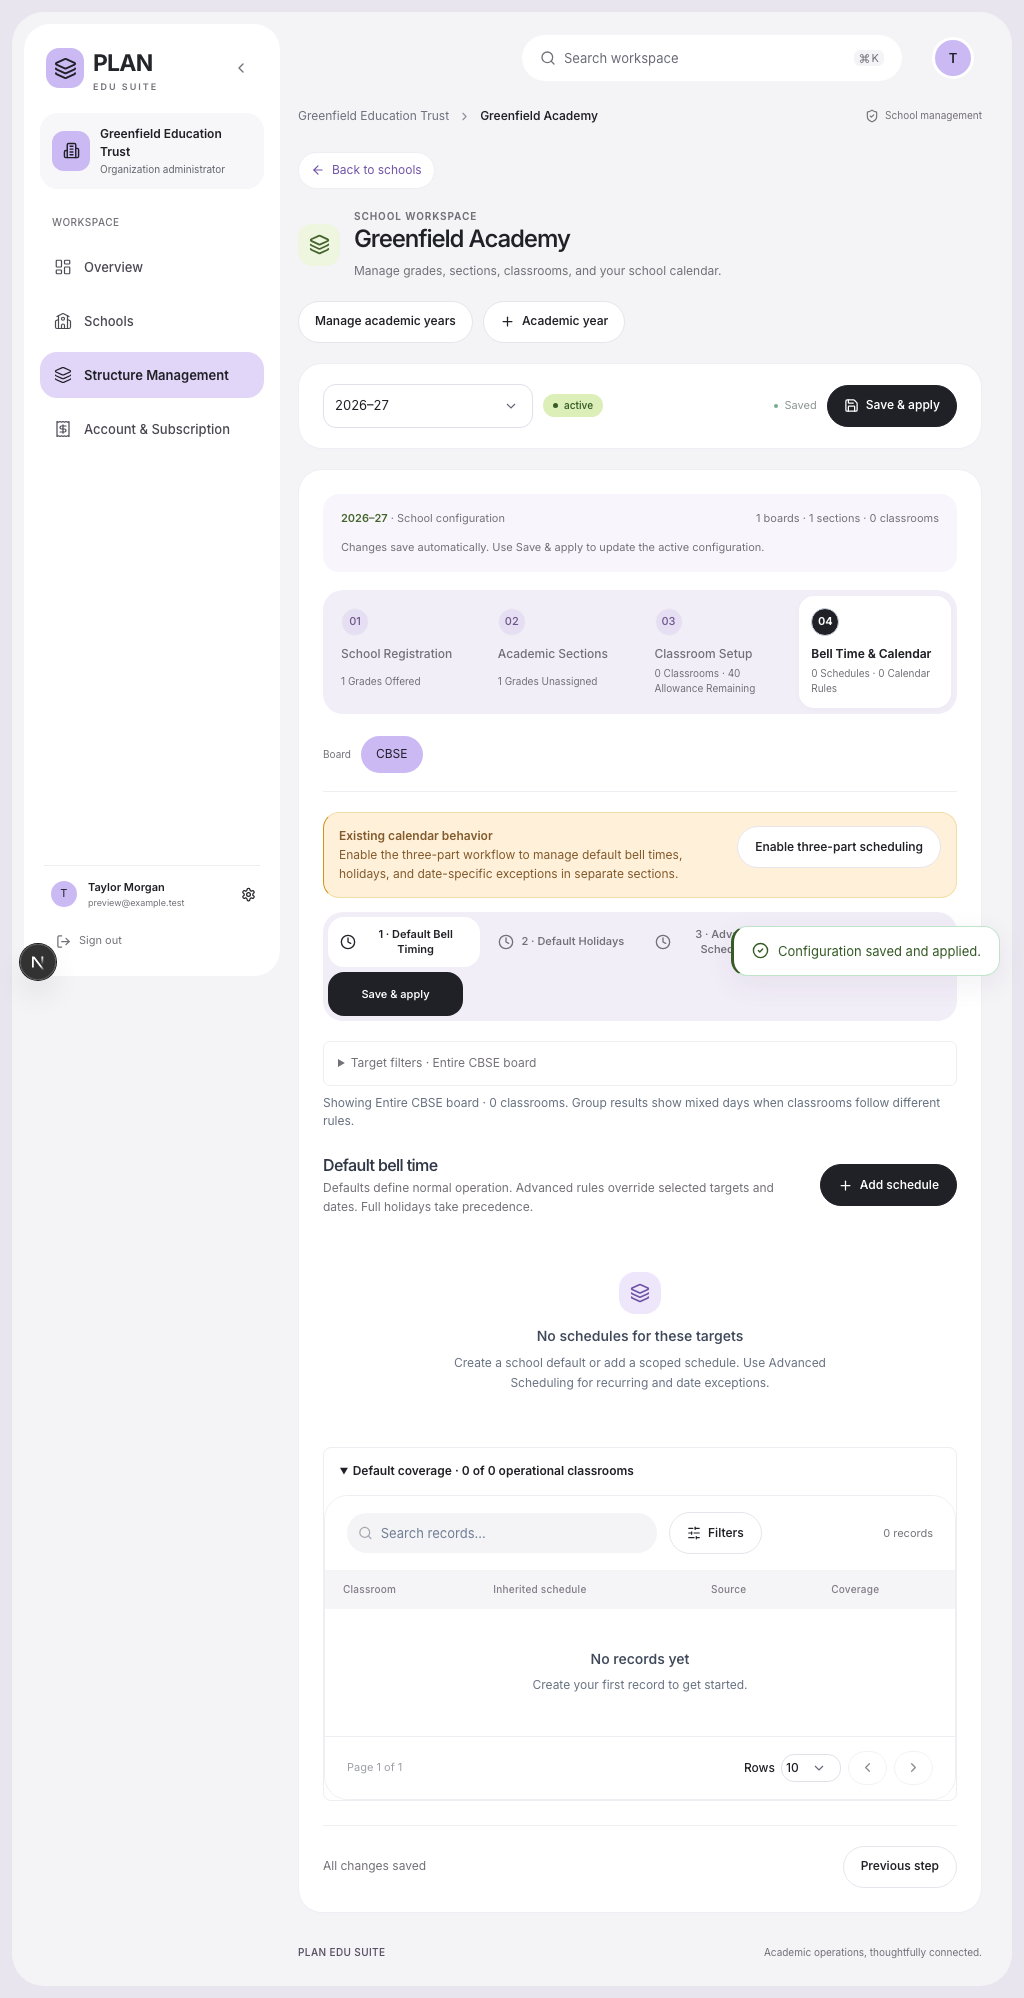 PLAN
EDU SUITE
Greenfield Education
Trust
Organization administrator
WORKSPACE
Overview
Schools
Structure Management
Account & Subscription
T
Taylor Morgan
preview@example.test
Sign out
N
Search workspace
⌘K
T
Greenfield Education Trust
Greenfield Academy
School management
Back to schools
SCHOOL WORKSPACE
Greenfield Academy
Manage grades, sections, classrooms, and your school calendar.
Manage academic years
Academic year
2026–27
active
Saved
Save & apply
2026–27 · School configuration
1 boards · 1 sections · 0 classrooms
Changes save automatically. Use Save & apply to update the active configuration.
01
School Registration
1 Grades Offered
02
Academic Sections
1 Grades Unassigned
03
Classroom Setup
0 Classrooms · 40
Allowance Remaining
04
Bell Time & Calendar
0 Schedules · 0 Calendar
Rules
Board
CBSE
Existing calendar behavior
Enable the three-part workflow to manage default bell times,
holidays, and date-specific exceptions in separate sections.
Enable three-part scheduling
1 · Default Bell
Timing
2 · Default Holidays
3 · Adv
Sched
Configuration saved and applied.
Save & apply
Target filters · Entire CBSE board
Showing Entire CBSE board · 0 classrooms. Group results show mixed days when classrooms follow different
rules.
Default bell time
Defaults define normal operation. Advanced rules override selected targets and
dates. Full holidays take precedence.
Add schedule
No schedules for these targets
Create a school default or add a scoped schedule. Use Advanced
Scheduling for recurring and date exceptions.
Default coverage · 0 of 0 operational classrooms
Search records...
Filters
0 records
Classroom
Inherited schedule
Source
Coverage
No records yet
Create your first record to get started.
Page 1 of 1
Rows
10
All changes saved
Previous step
PLAN EDU SUITE
Academic operations, thoughtfully connected.